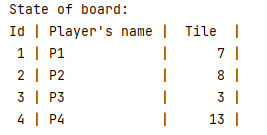 State of board:
Id | Player's name |  Tile  |
 1 | P1            |      7 |
 2 | P2            |      8 |
 3 | P3            |      3 |
 4 | P4            |     13 |